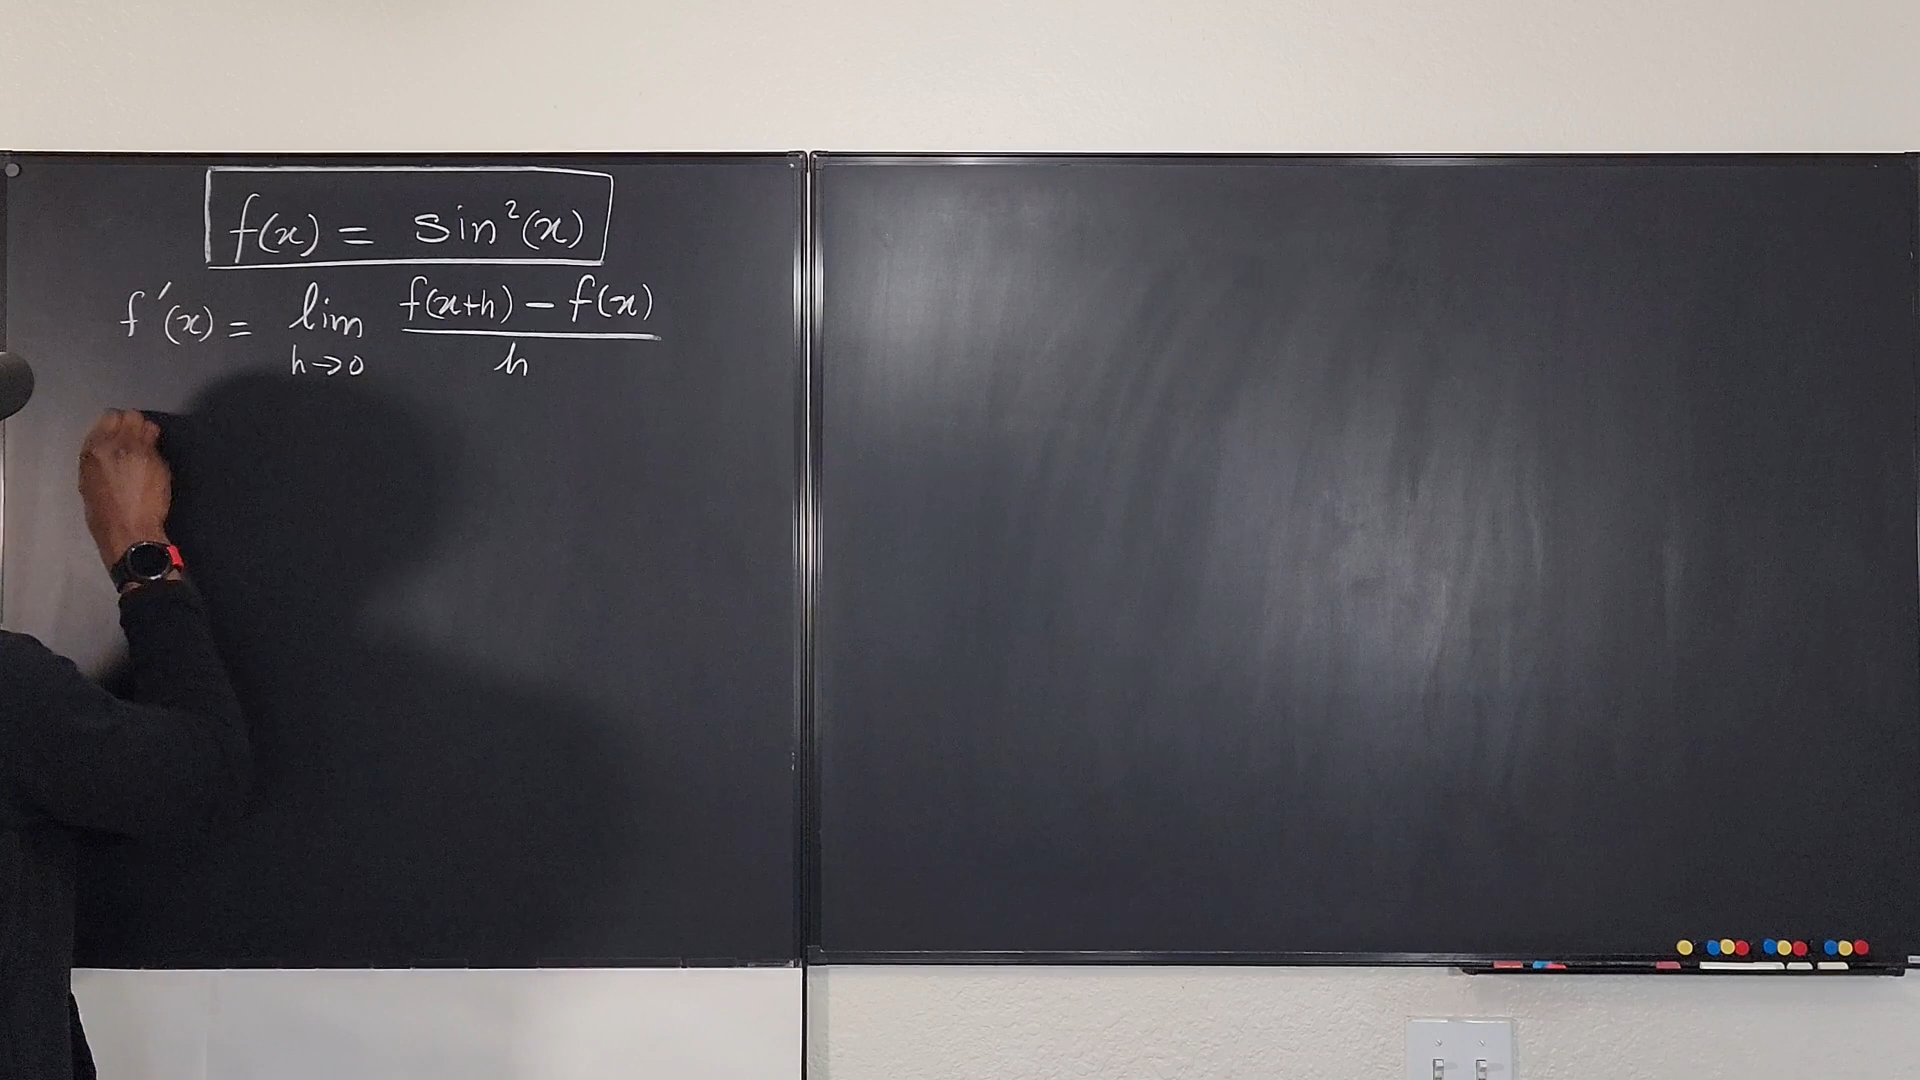 f(x) = sin²(x)
f'(x) = lim h→0 f(x+h) − f(x) / h